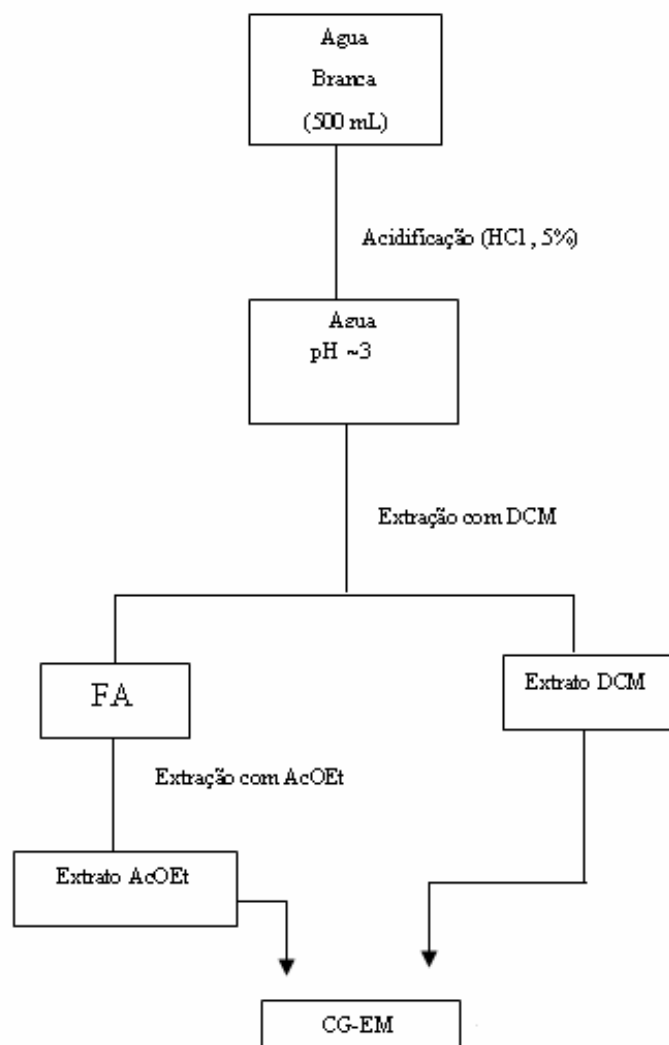 Agua
Branca
(500 mL)
Acidificação (HCl , 5%)
Agua
pH ~3
Extração com DCM
FA
Extrato DCM
Extração com AcOEt
Extrato AcOEt
CG-EM